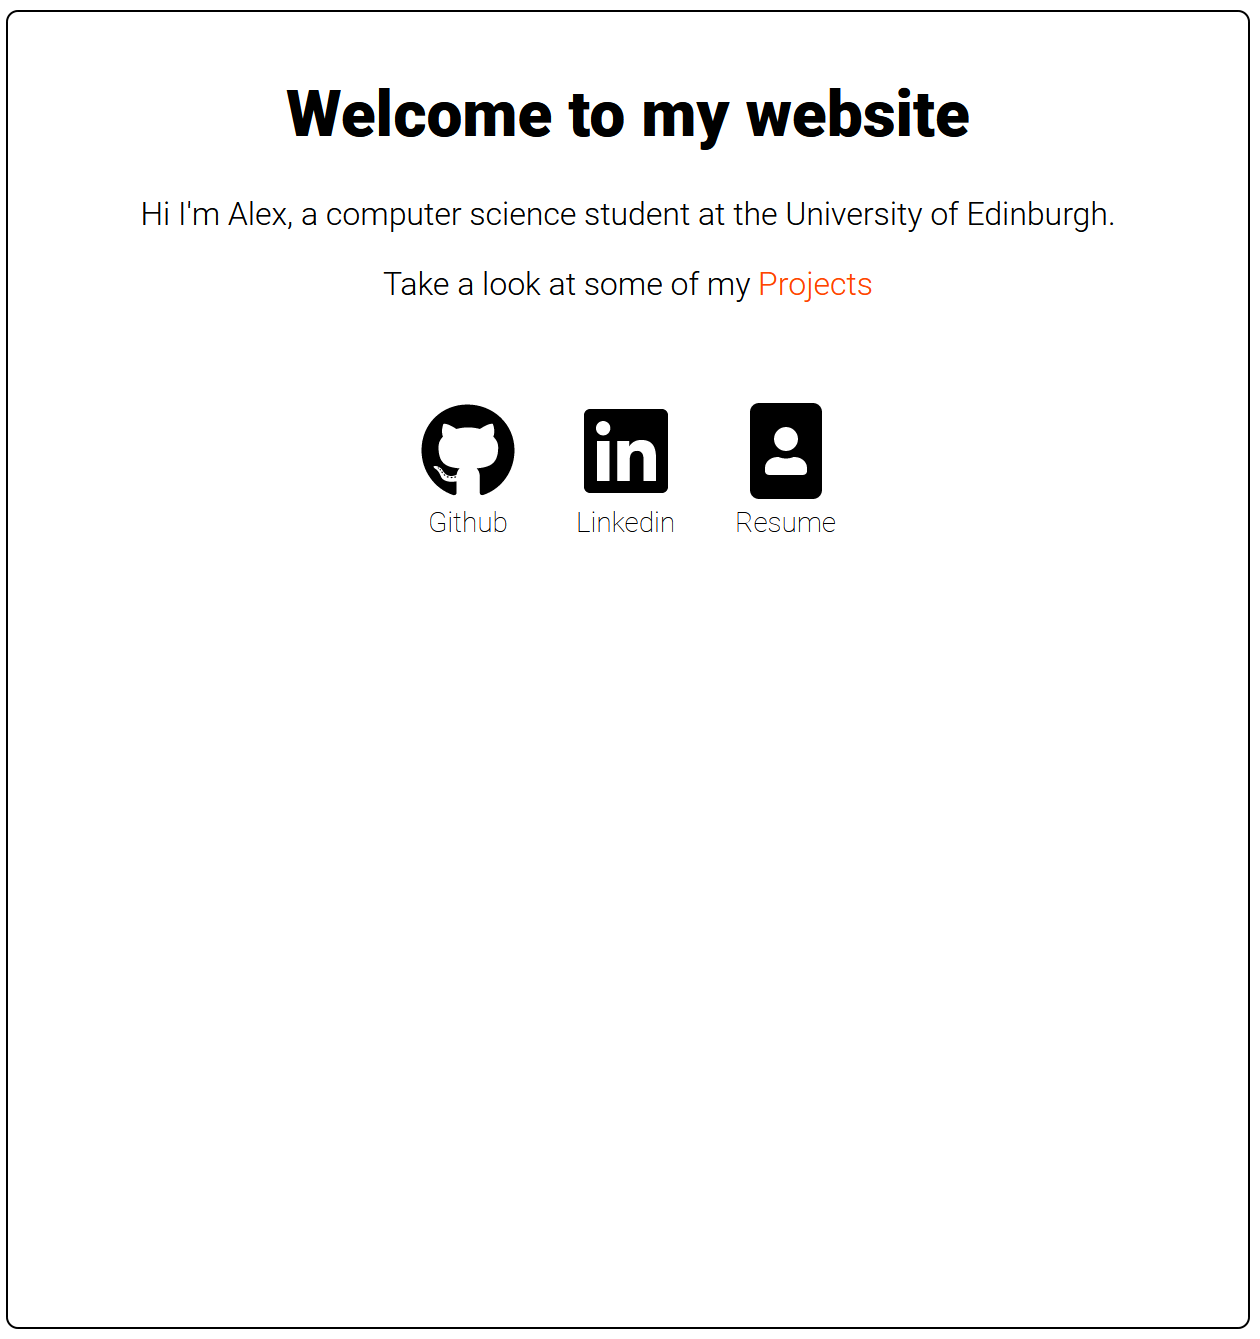 Welcome to my website
Hi I'm Alex, a computer science student at the University of Edinburgh.
Take a look at some of my Projects
in
Github Linkedin Resume